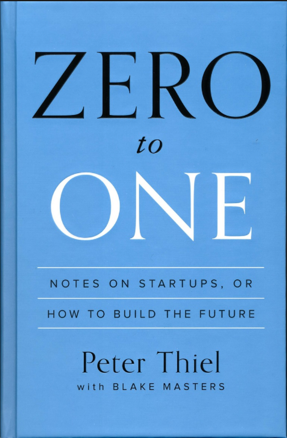 ZERO
to
ONE
NOTES ON STARTUPS, OR
HOW TO BUILD THE FUTURE
Peter Thiel
with BLAKE MASTERS